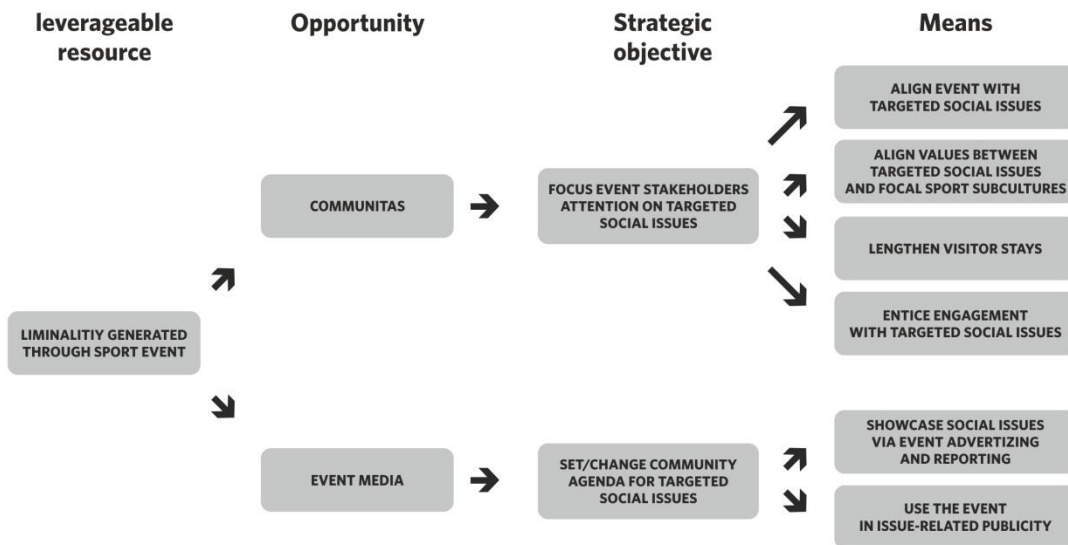 leverageable
resource
Opportunity
Strategic
objective
Means
LIMINALITIY GENERATED
THROUGH SPORT EVENT
COMMUNITAS
FOCUS EVENT STAKEHOLDERS
ATTENTION ON TARGETED
SOCIAL ISSUES
ALIGN EVENT WITH
TARGETED SOCIAL ISSUES
ALIGN VALUES BETWEEN
TARGETED SOCIAL ISSUES
AND FOCAL SPORT SUBCULTURES
LENGTHEN VISITOR STAYS
ENTICE ENGAGEMENT
WITH TARGETED SOCIAL ISSUES
EVENT MEDIA
SET/CHANGE COMMUNITY
AGENDA FOR TARGETED
SOCIAL ISSUES
SHOWCASE SOCIAL ISSUES
VIA EVENT ADVERTIZING
AND REPORTING
USE THE EVENT
IN ISSUE-RELATED PUBLICITY